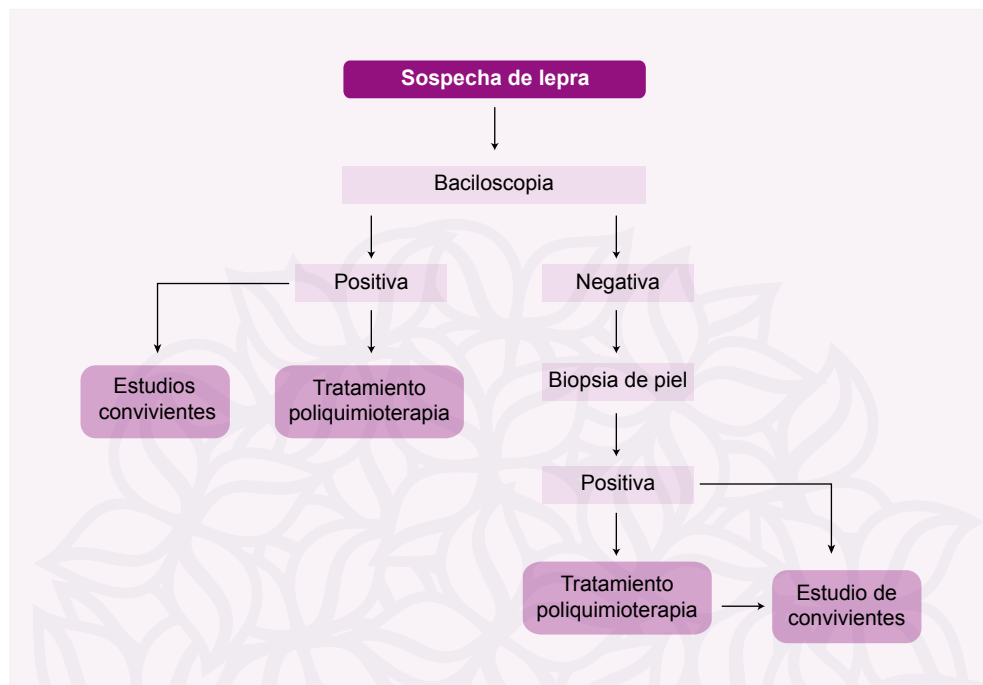 Sospecha de lepra
Baciloscopia
Positiva
Negativa
Estudios
convivientes
Tratamiento
poliquimioterapia
Biopsia de piel
Positiva
Tratamiento
poliquimioterapia
Estudio de
convivientes